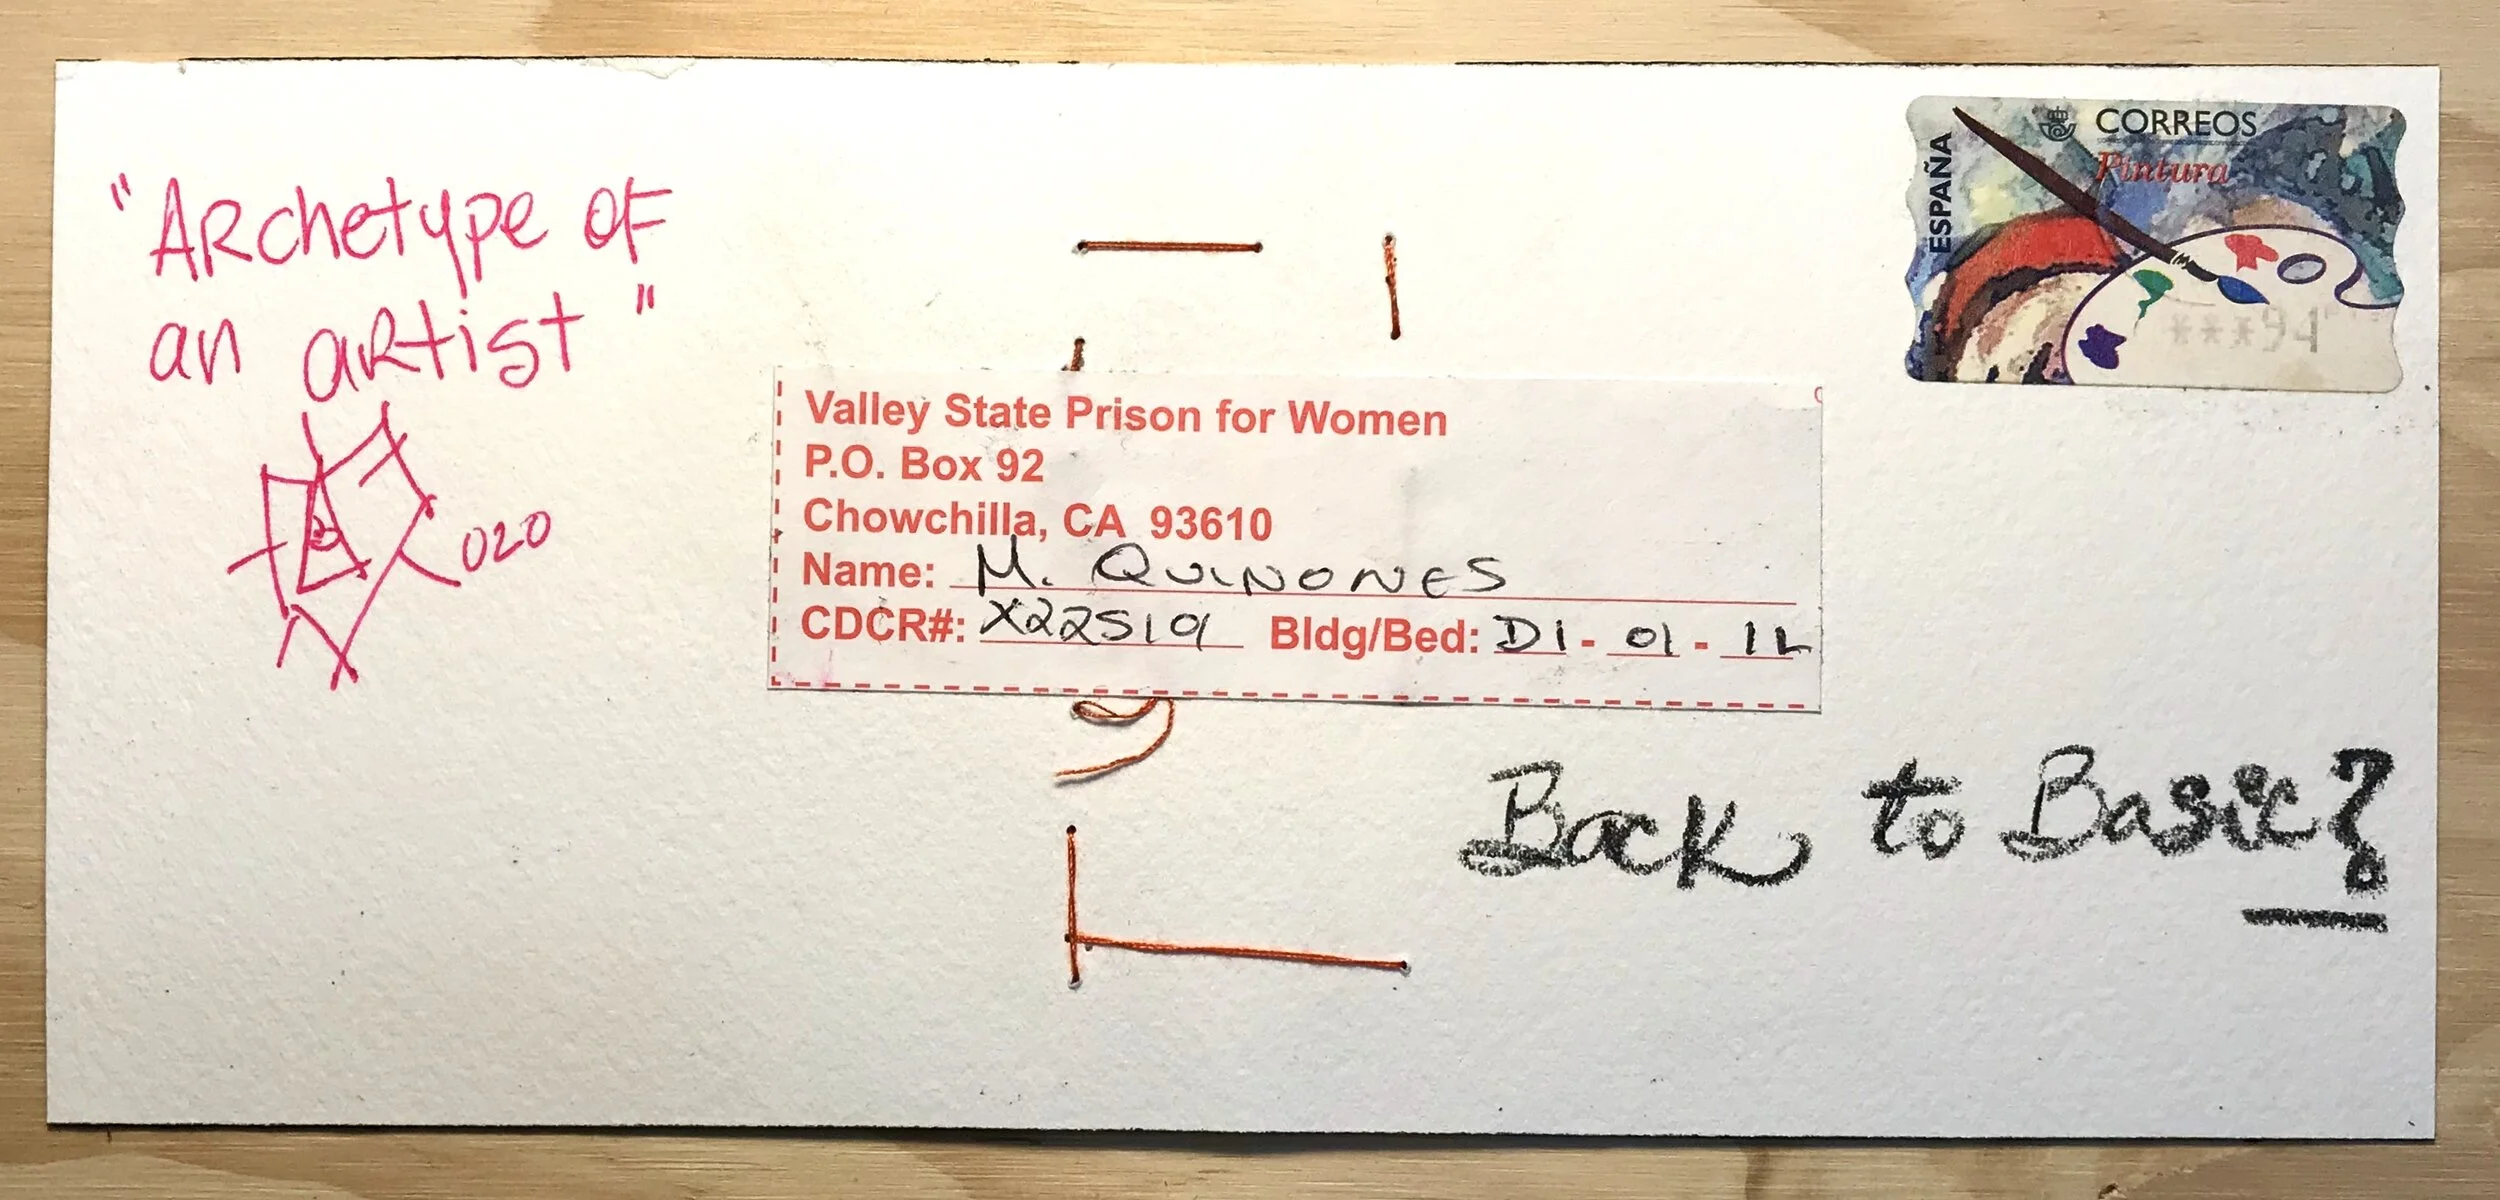 "ARchetype OF
an aRtist"
020
CORREOS
Pintura
ESPAÑA
***94
Valley State Prison for Women
P.O. Box 92
Chowchilla, CA 93610
Name: M. QUINONES
CDCR#: X22519 Bldg/Bed: D1 - 01 - 1L
Back to Basic?